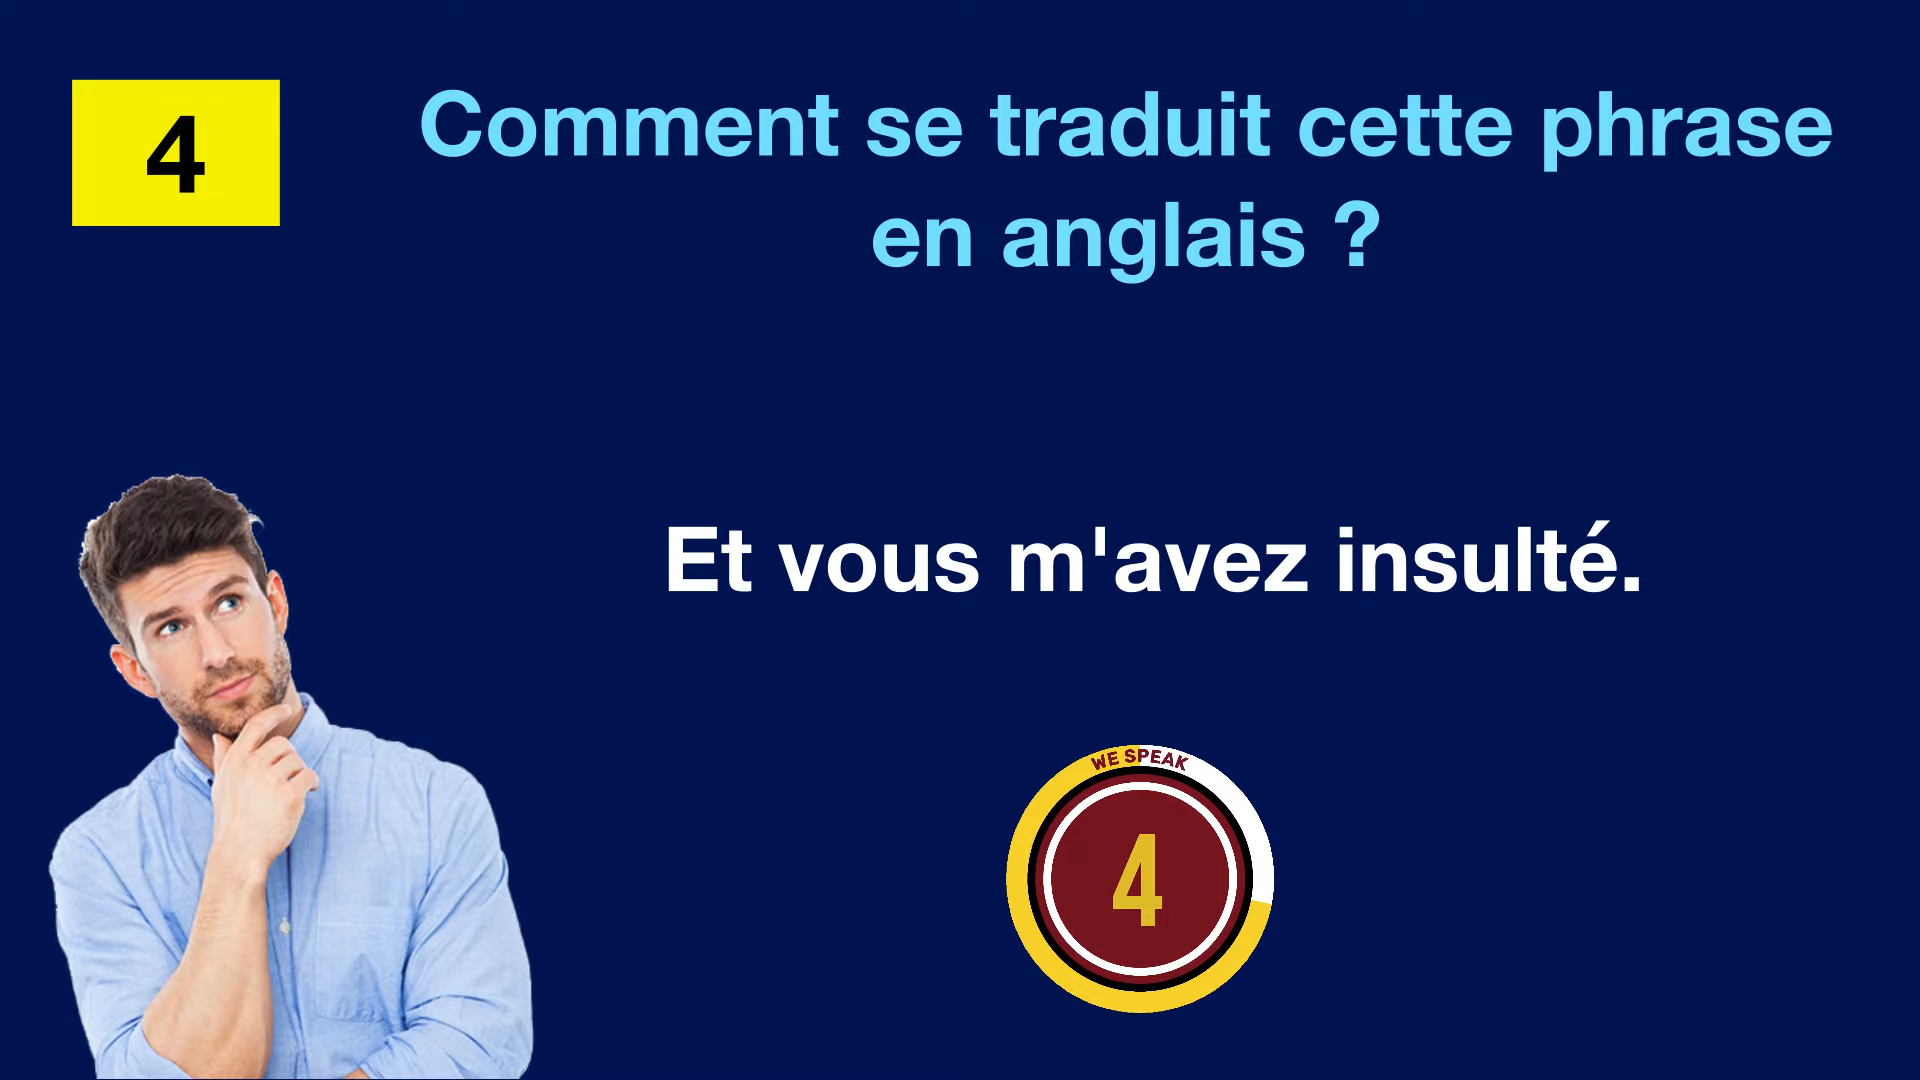 4
Comment se traduit cette phrase
en anglais ?
Et vous m'avez insulté.
WE SPEAK
4